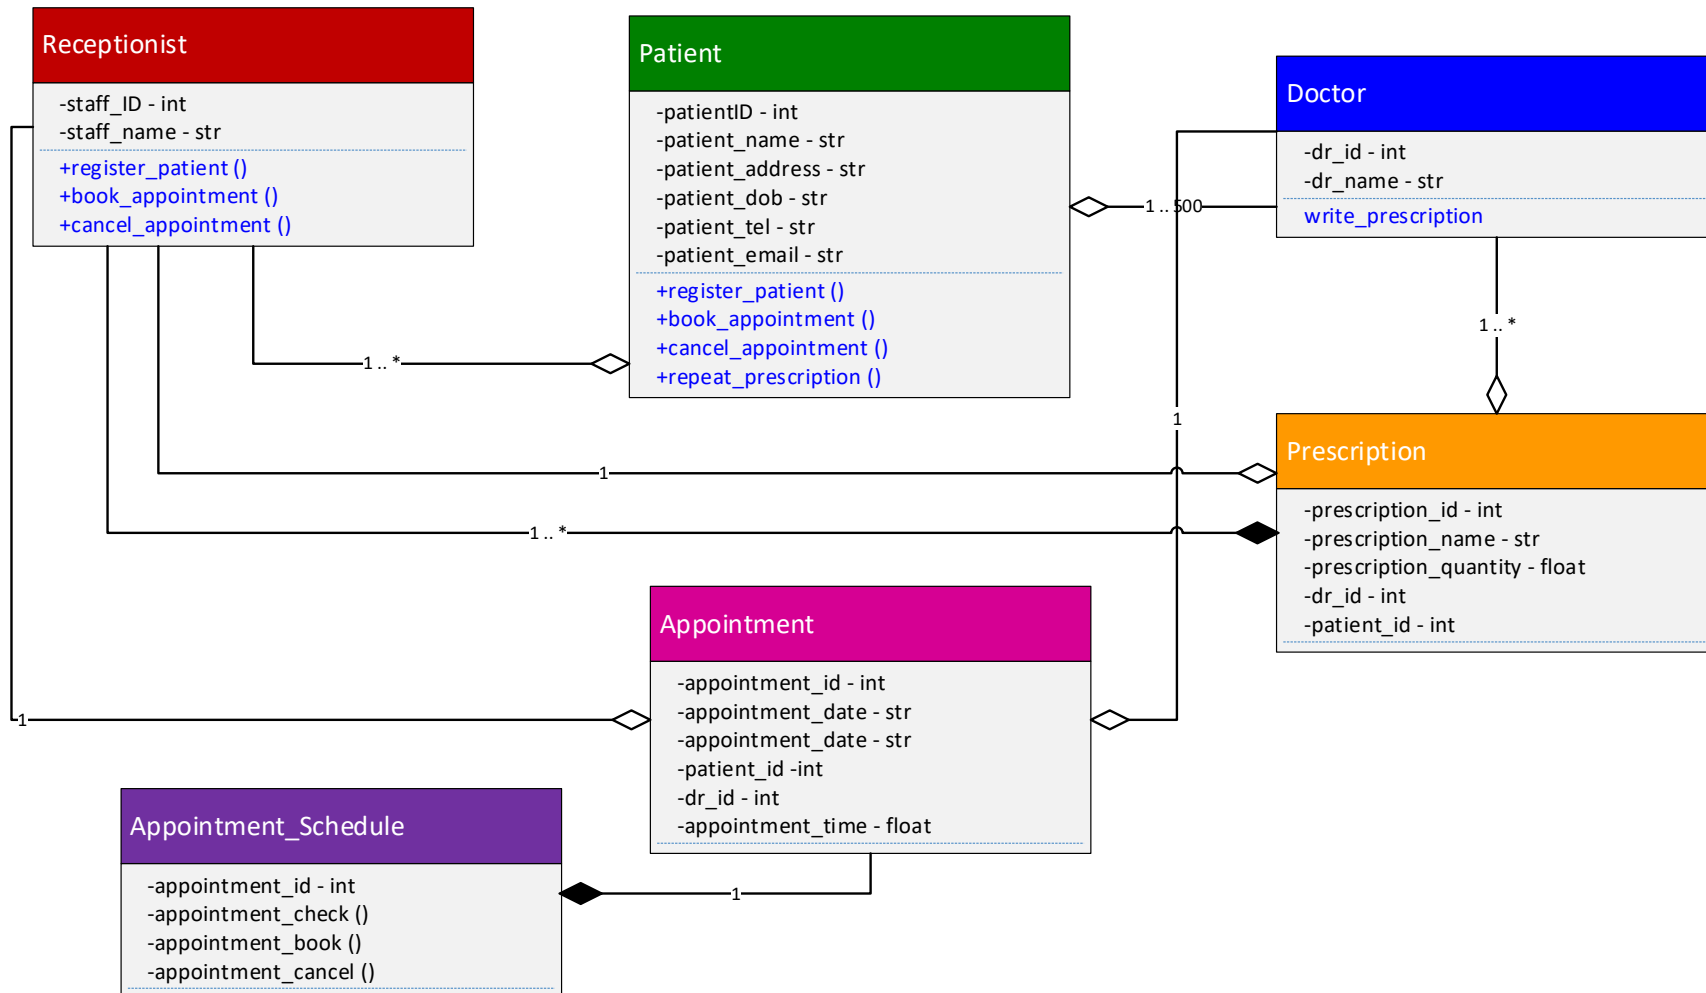 Receptionist
-staff_ID - int
-staff_name - str
+register_patient ()
+book_appointment ()
+cancel_appointment ()
Patient
-patientID - int
-patient_name - str
-patient_address - str
-patient_dob - str
-patient_tel - str
-patient_email - str
+register_patient ()
+book_appointment ()
+cancel_appointment ()
+repeat_prescription ()
Doctor
-dr_id - int
-dr_name - str
write_prescription
1 .. 500
1 .. *
1 .. *
1
1
1 .. *
Prescription
-prescription_id - int
-prescription_name - str
-prescription_quantity - float
-dr_id - int
-patient_id - int
Appointment
-appointment_id - int
-appointment_date - str
-appointment_date - str
-patient_id -int
-dr_id - int
-appointment_time - float
1
Appointment_Schedule
-appointment_id - int
-appointment_check ()
-appointment_book ()
-appointment_cancel ()
1